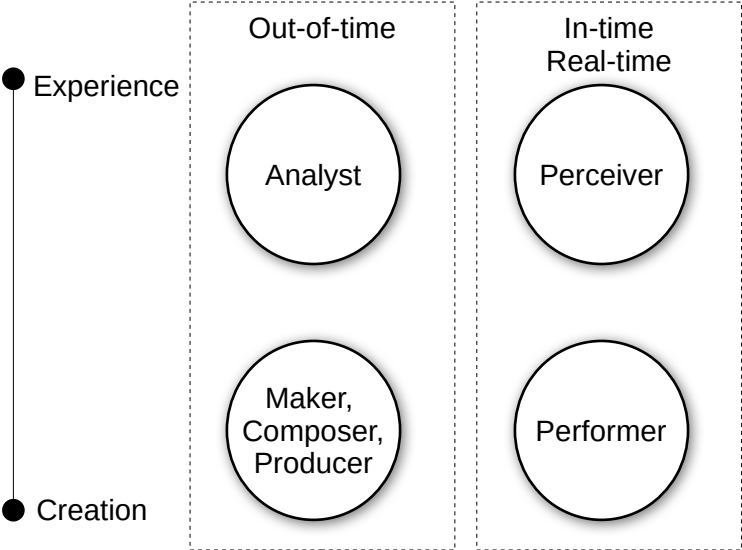 Out-of-time
In-time
Real-time
Experience
Analyst
Perceiver
Maker,
Composer,
Producer
Performer
Creation